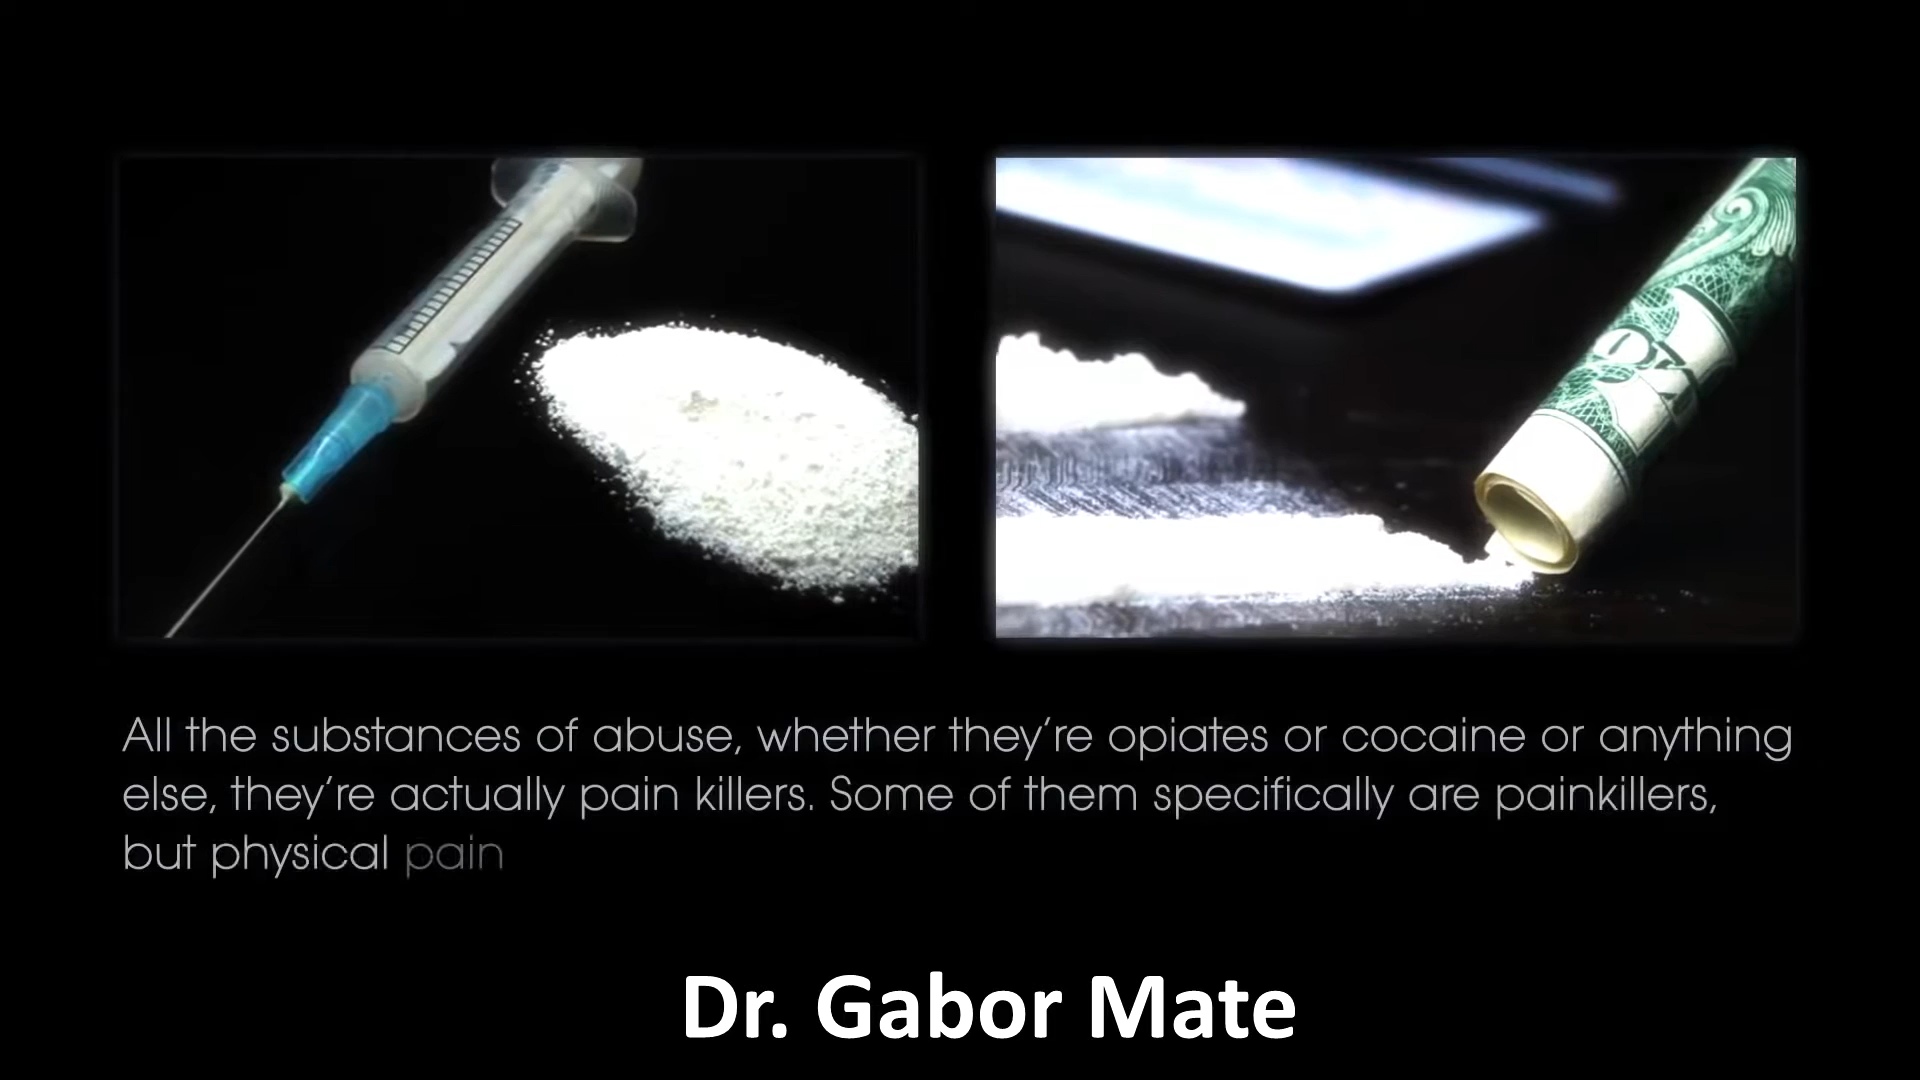 All the substances of abuse, whether they’re opiates or cocaine or anything
else, they’re actually pain killers. Some of them specifically are painkillers,
but physical pain
Dr. Gabor Mate